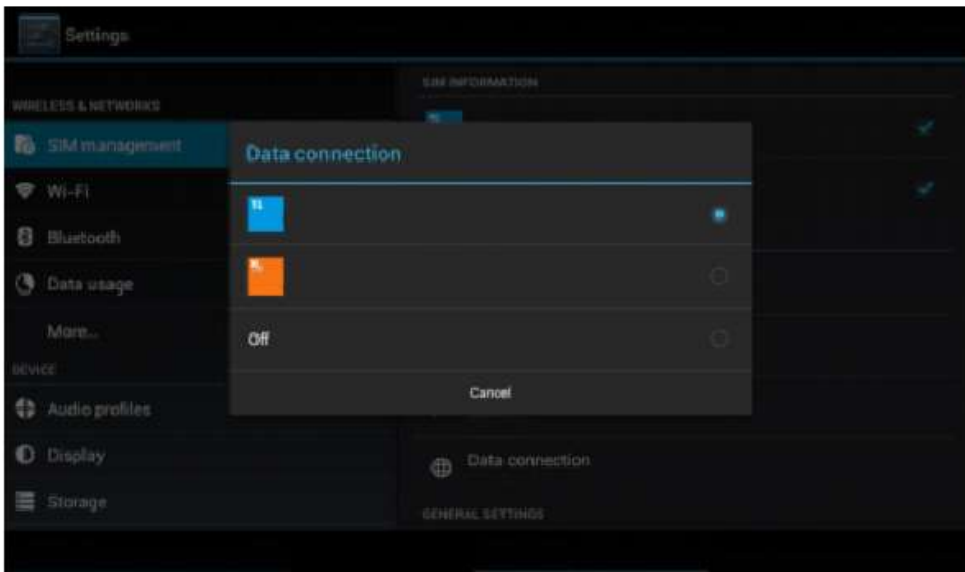 Settings
SIM INFORMATION
WIRELESS & NETWORKS
SIM management
Data connection
Wi-Fi
Bluetooth
Data usage
More...
Off
DEVICE
Cancel
Audio profiles
Display
Data connection
Storage
GENERAL SETTINGS